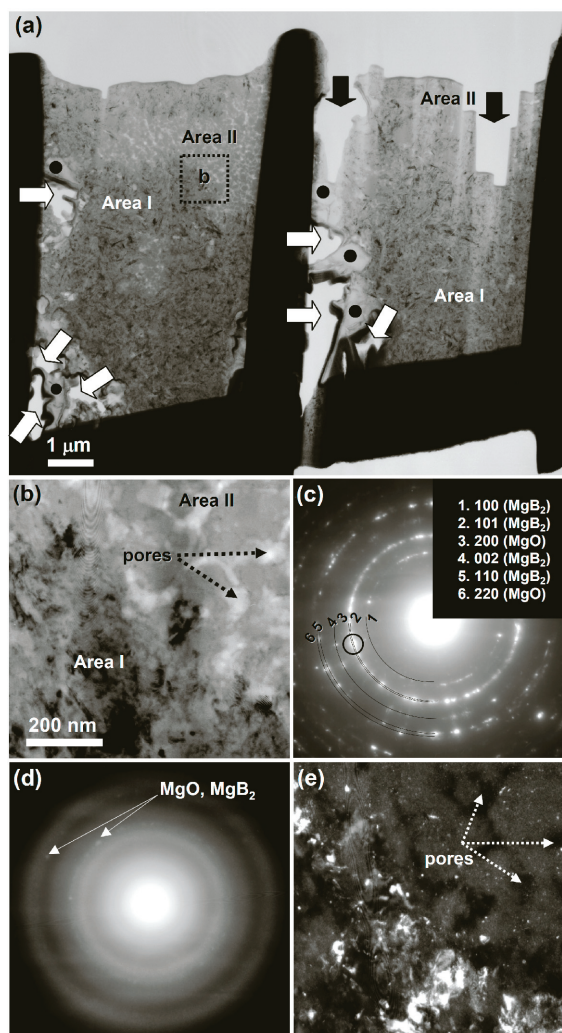 (a)
Area II
Area II
b
Area I
Area I
1 μm
(b)
Area II
pores
Area I
200 nm
(c)
1. 100 (MgB₂)
2. 101 (MgB₂)
3. 200 (MgO)
4. 002 (MgB₂)
5. 110 (MgB₂)
6. 220 (MgO)
6 5 4 3 2 1
(d)
MgO, MgB₂
(e)
pores